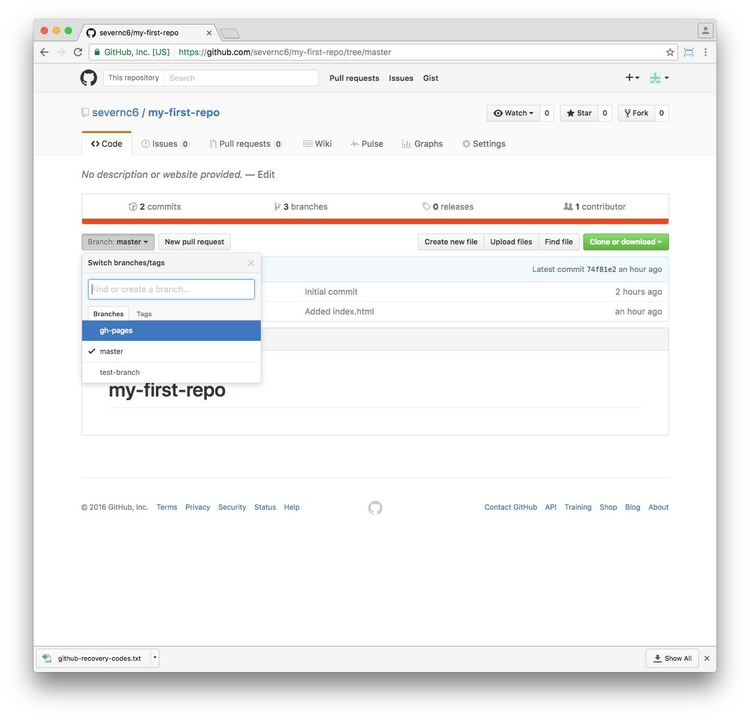 severnc6/my-first-repo
GitHub, Inc. [US] https://github.com/severnc6/my-first-repo/tree/master
This repository Search Pull requests Issues Gist
severnc6 / my-first-repo Watch 0 Star 0 Fork 0
Code Issues 0 Pull requests 0 Wiki Pulse Graphs Settings
No description or website provided. — Edit
2 commits 3 branches 0 releases 1 contributor
Branch: master New pull request Create new file Upload files Find file Clone or download
Switch branches/tags
Latest commit 74f81e2 an hour ago
Find or create a branch...
Initial commit 2 hours ago
Branches Tags
Added index.html an hour ago
gh-pages
master
test-branch
my-first-repo
© 2016 GitHub, Inc. Terms Privacy Security Status Help Contact GitHub API Training Shop Blog About
github-recovery-codes.txt Show All